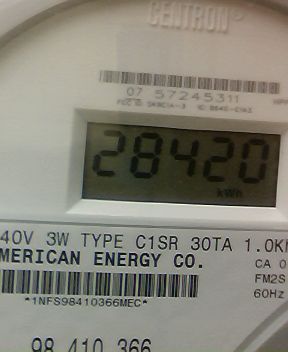 CENTRON®
07 57245311
28420
kWh
40V 3W TYPE C1SR 30TA 1.0K
MERICAN ENERGY CO.
CA 0
FM2S
60Hz
*1NFS98410366MEC*
98 410 366